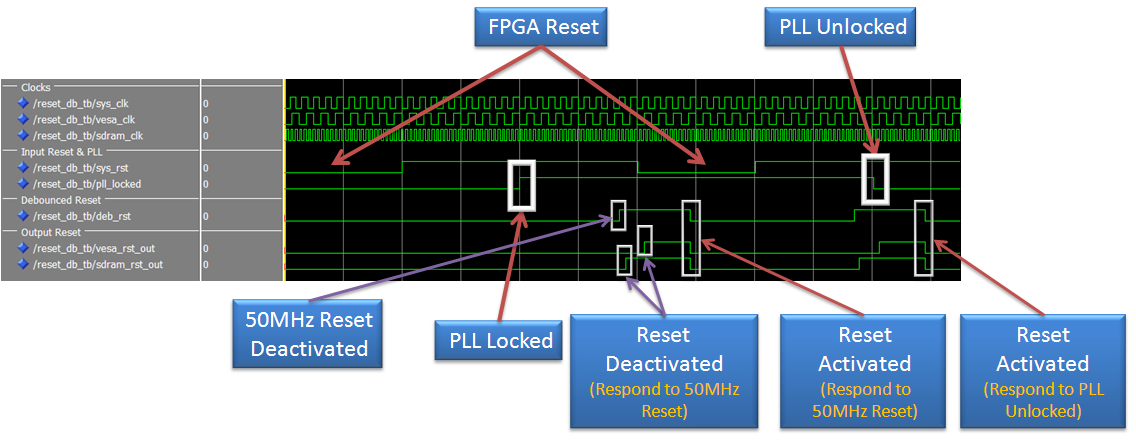 FPGA Reset
PLL Unlocked
Clocks
/reset_db_tb/sys_clk 0
/reset_db_tb/vesa_clk 0
/reset_db_tb/sdram_clk 0
Input Reset & PLL
/reset_db_tb/sys_rst 0
/reset_db_tb/pll_locked 0
Debounced Reset
/reset_db_tb/deb_rst 0
Output Reset
/reset_db_tb/vesa_rst_out 0
/reset_db_tb/sdram_rst_out 0
50MHz Reset
Deactivated
PLL Locked
Reset
Deactivated
(Respond to 50MHz
Reset)
Reset
Activated
(Respond to
50MHz Reset)
Reset
Activated
(Respond to PLL
Unlocked)